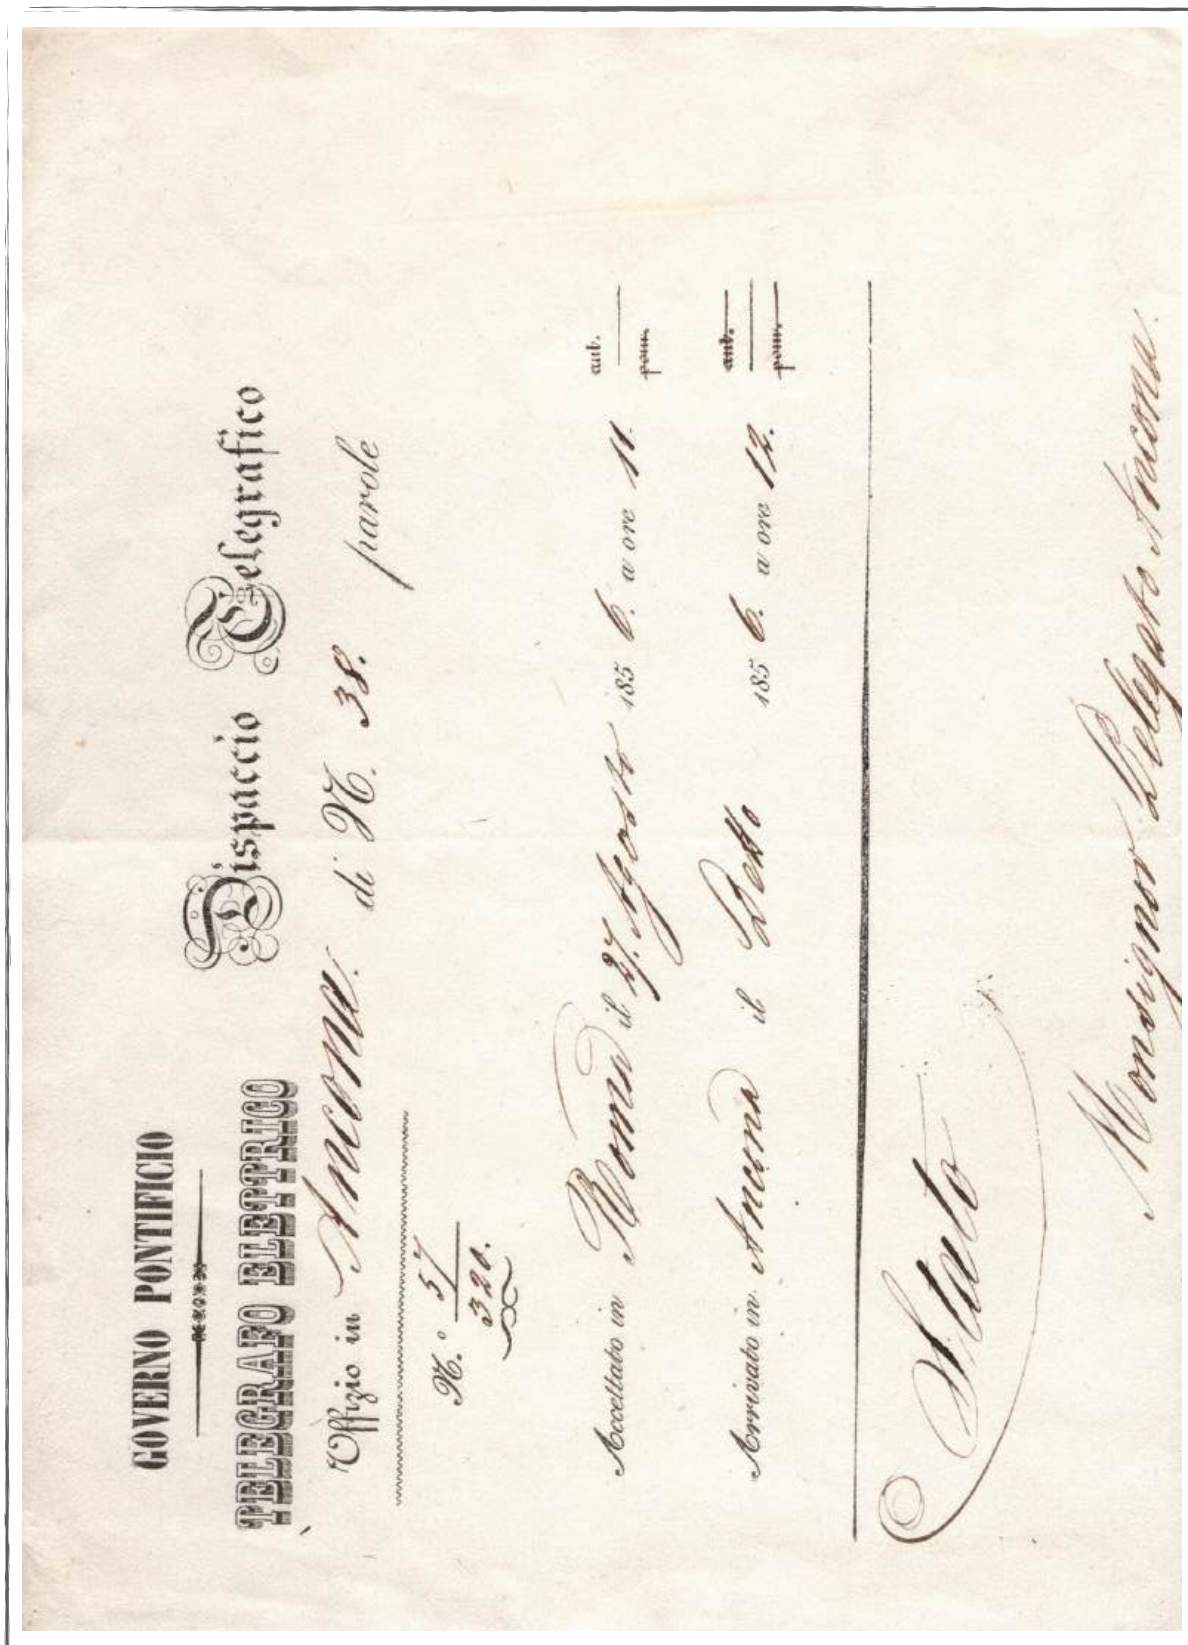 GOVERNO PONTIFICIO
TELEGRAFO ELETTRICO
Dispaccio Telegrafico
Offizio in Ancona. di N. 38. parole
N.° 57
320.
Accettato in Roma il 27. Agosto 185 6. a ore 11. ant. pom.
Arrivato in Ancona il Detto 185 6. a ore 12. ant. pom.
Stato
Monsignor Delegato Ancona.